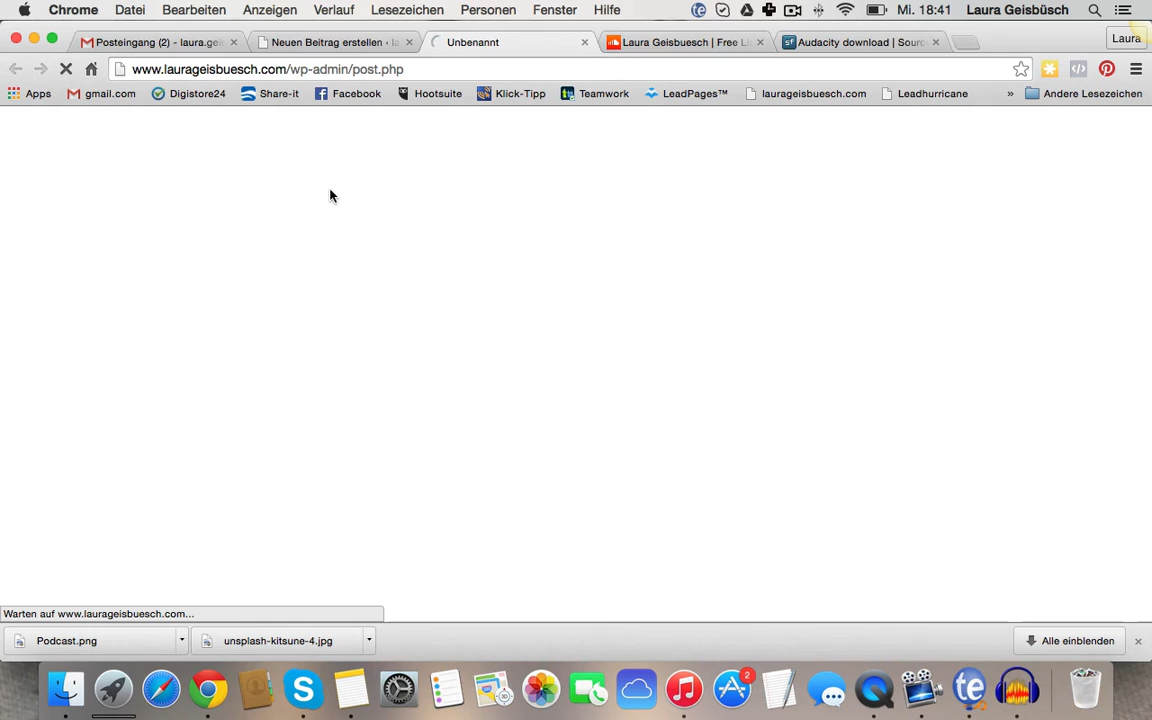 Chrome Datei Bearbeiten Anzeigen Verlauf Lesezeichen Personen Fenster Hilfe Mi. 18:41 Laura Geisbüsch
Posteingang (2) - laura.gei Neuen Beitrag erstellen ‹ la Unbenannt Laura Geisbuesch | Free Li Audacity download | Sourc Laura
www.laurageisbuesch.com/wp-admin/post.php
Apps gmail.com Digistore24 Share-it Facebook Hootsuite Klick-Tipp Teamwork LeadPages™ laurageisbuesch.com Leadhurricane » Andere Lesezeichen
Warten auf www.laurageisbuesch.com...
Podcast.png unsplash-kitsune-4.jpg Alle einblenden
2